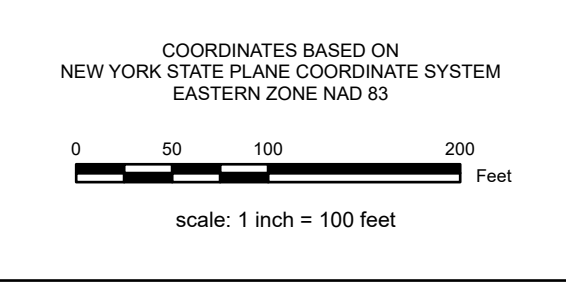 COORDINATES BASED ON
NEW YORK STATE PLANE COORDINATE SYSTEM
EASTERN ZONE NAD 83
0 50 100 200
Feet
scale: 1 inch = 100 feet